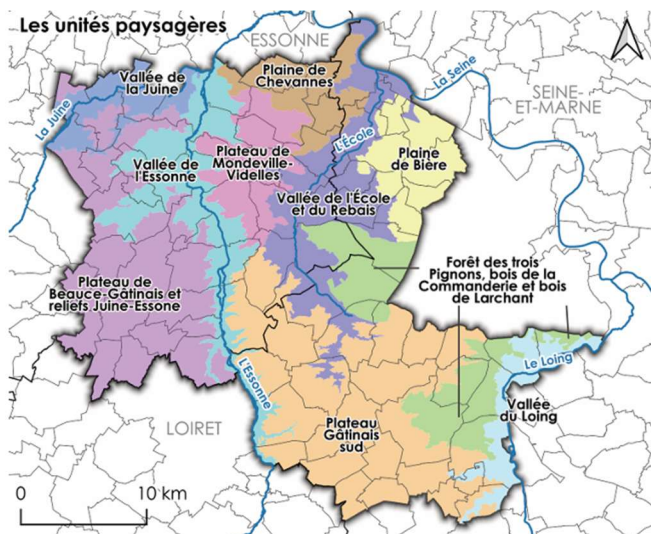 Les unités paysagères
ESSONNE
Vallée de
la Juine
Plaine de
Chevannes
La Seine
SEINE-
ET-MARNE
La Juine
L'École
Plaine
de Bière
Vallée de
l'Essonne
Plateau de
Mondeville-
Videlles
Vallée de l'École
et du Rebais
Forêt des trois
Pignons, bois de la
Commanderie et bois
de Larchant
Plateau de
Beauce-Gâtinais et
reliefs Juine-Essone
L'Essonne
Le Loing
Vallée
du Loing
LOIRET
Plateau
Gâtinais
sud
0 10 km